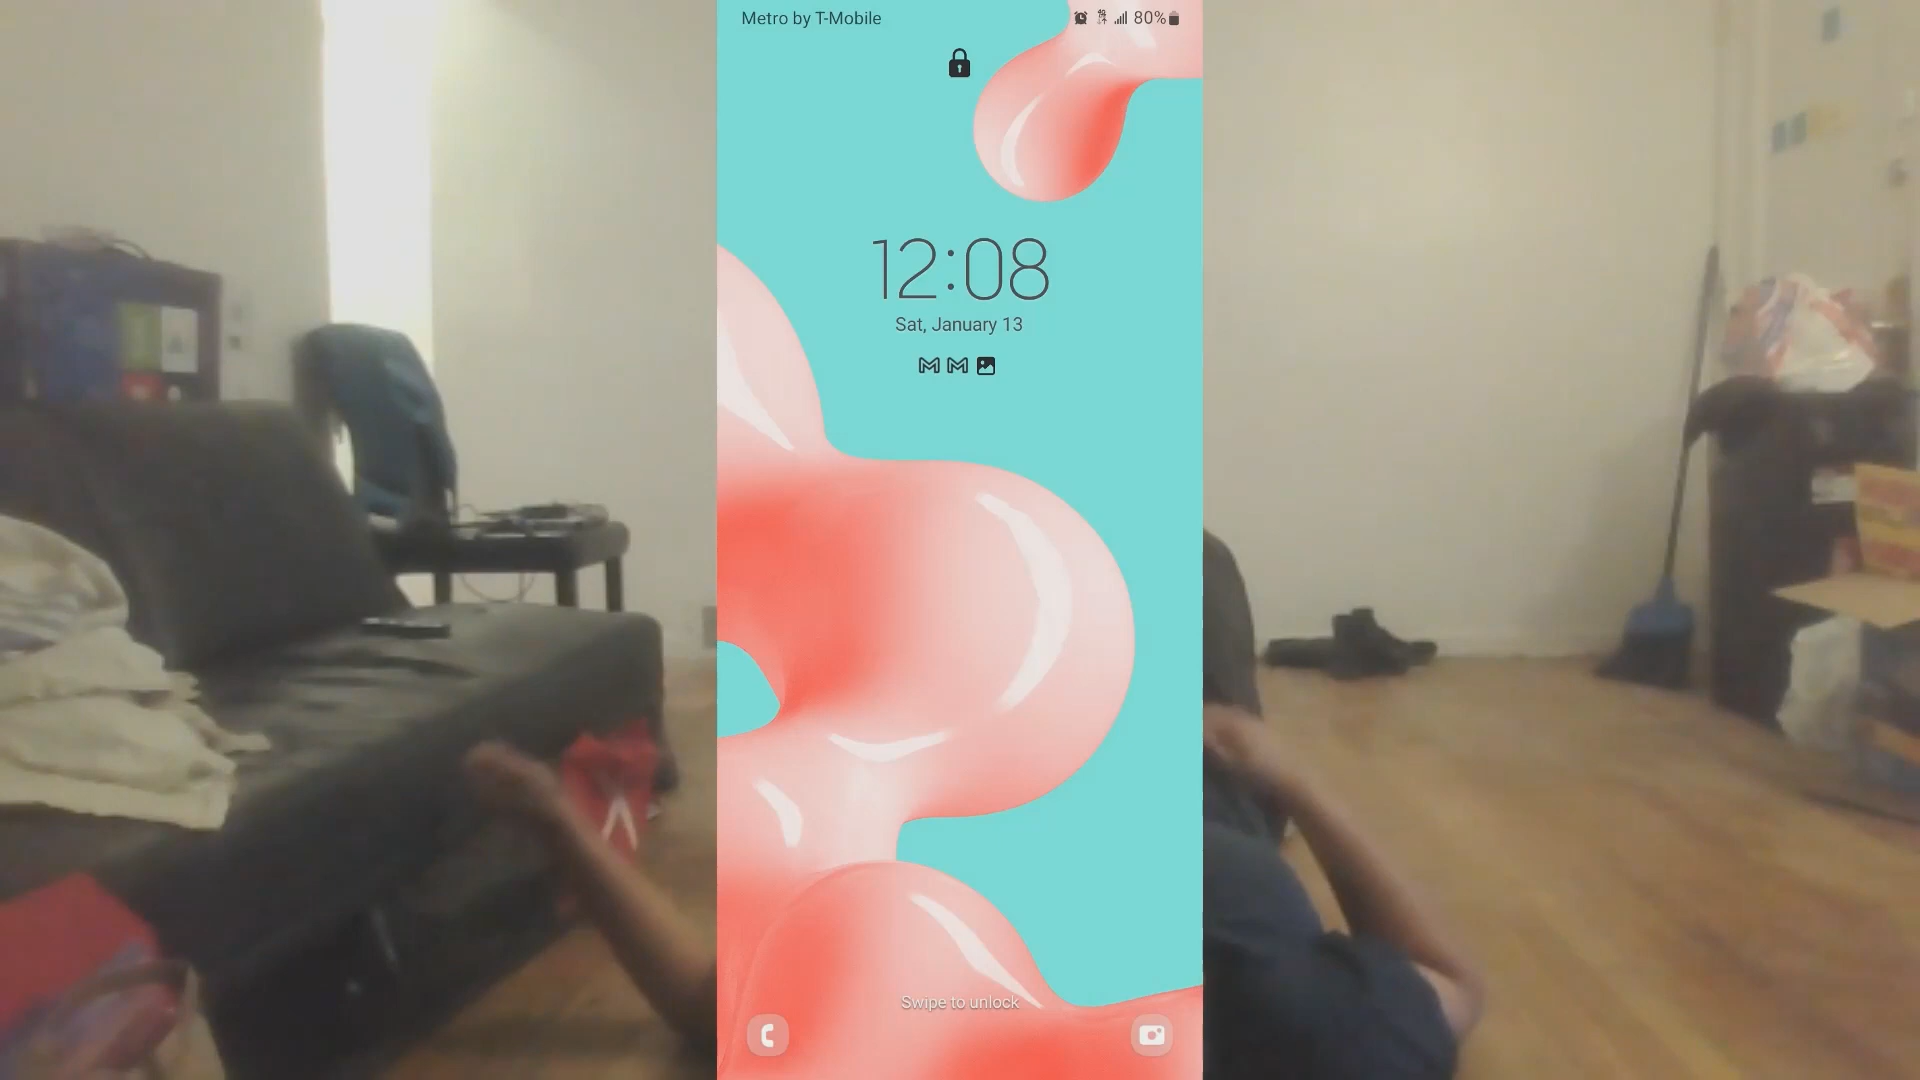 Metro by T-Mobile
80%
12:08
Sat, January 13
Swipe to unlock